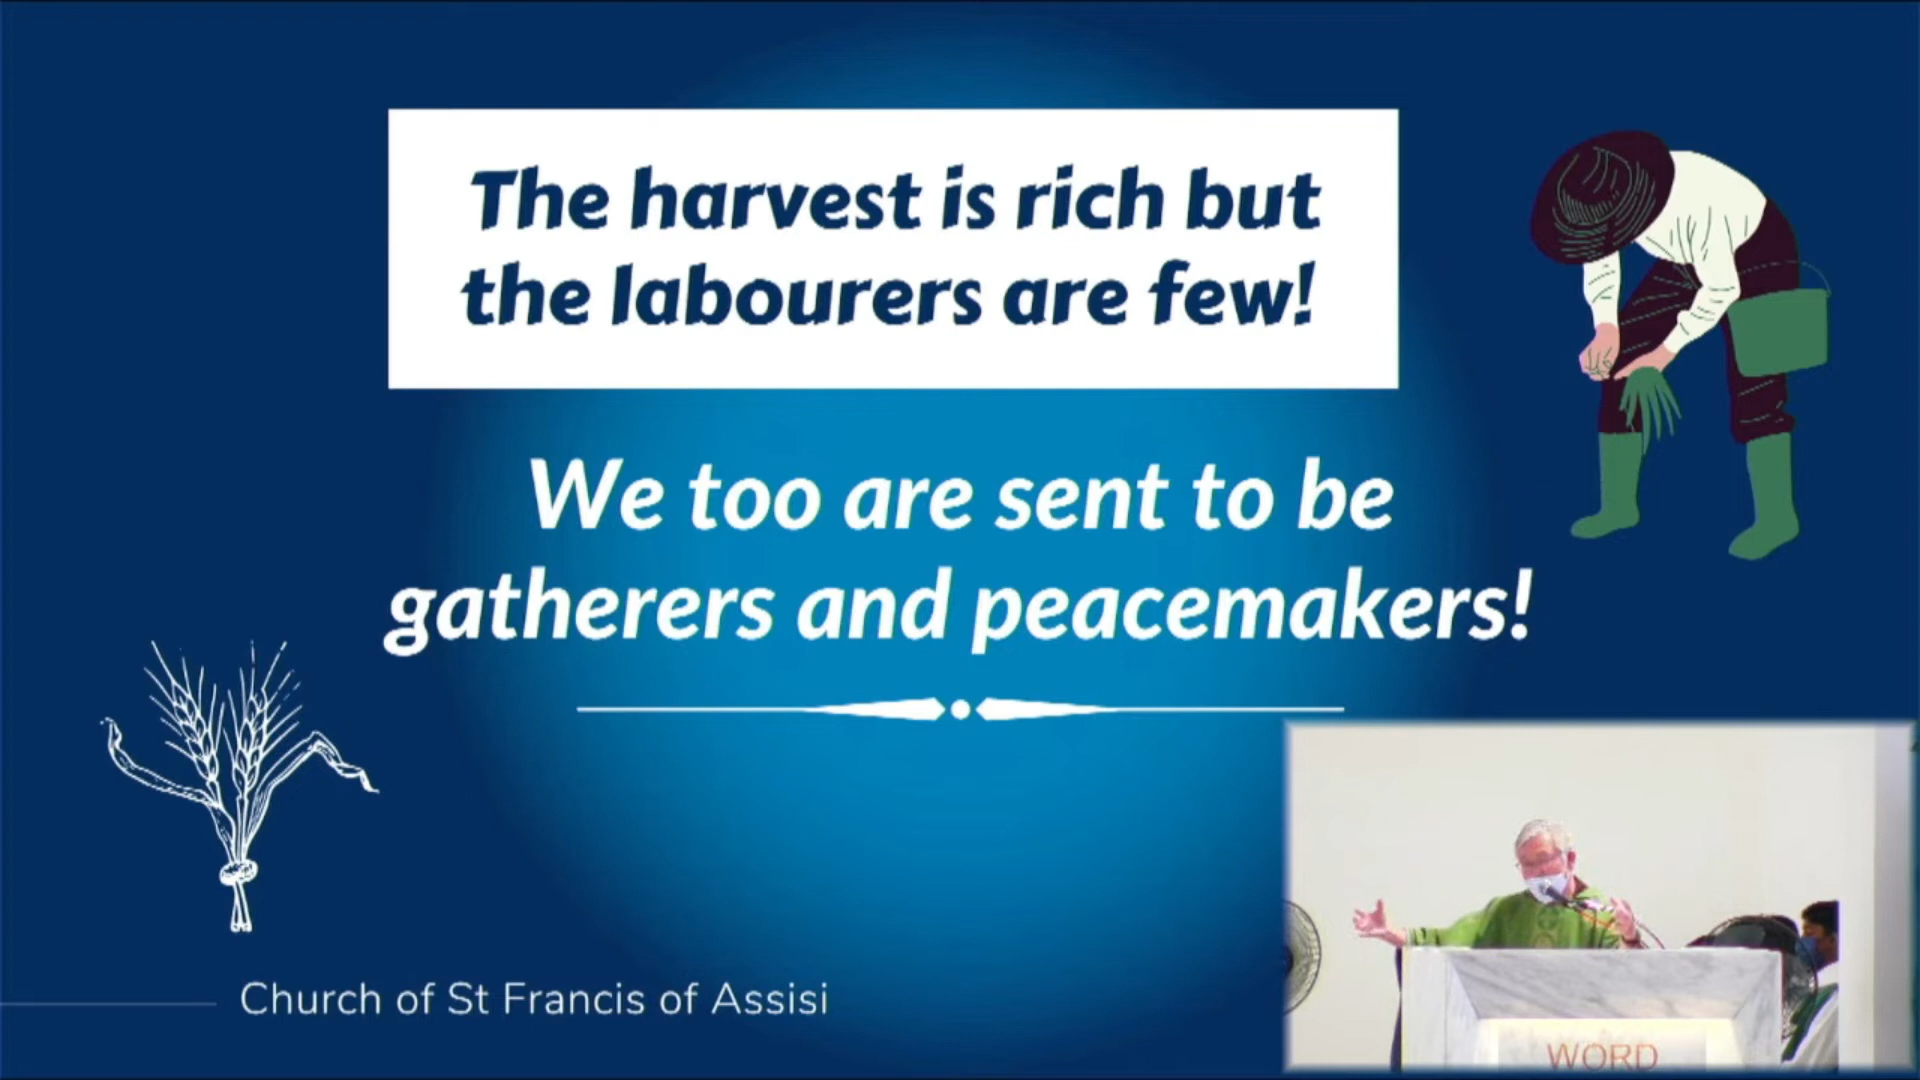 The harvest is rich but
the labourers are few!
We too are sent to be
gatherers and peacemakers!
Church of St Francis of Assisi
WORD